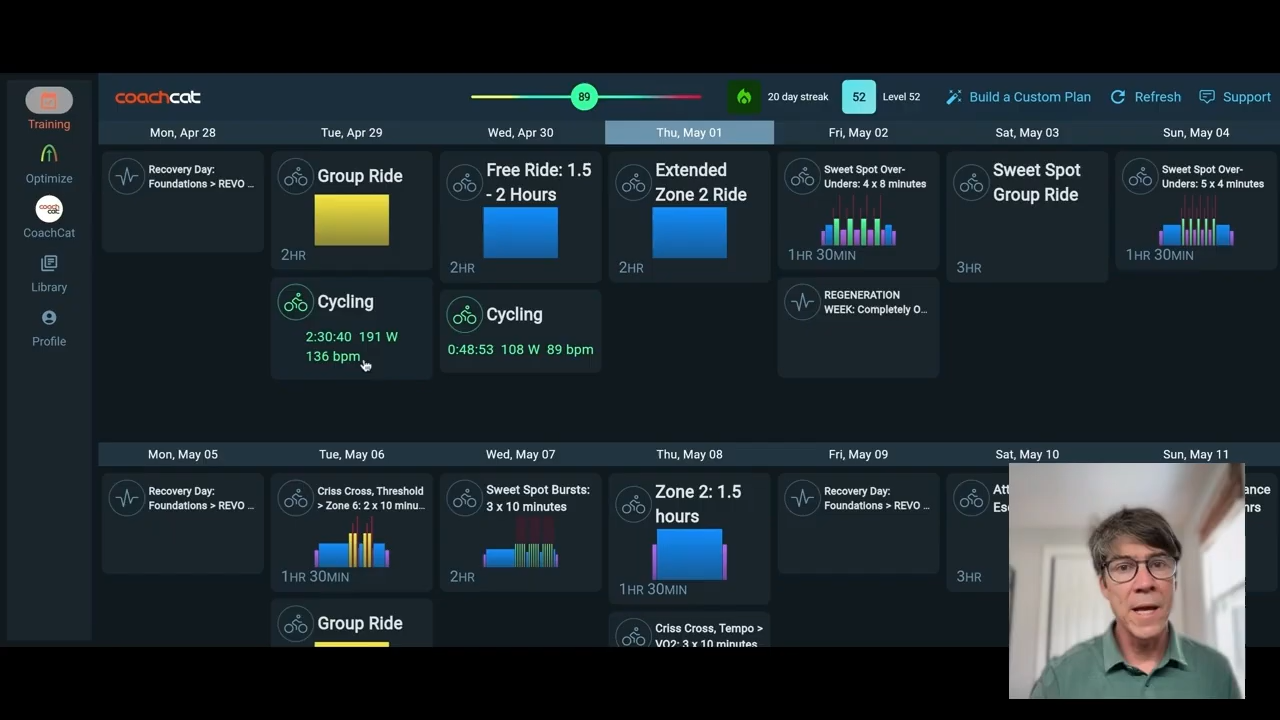 coachcat
89
20 day streak
52
Level 52
Build a Custom Plan
Refresh
Support
Training
Optimize
coach
cat
CoachCat
Library
Profile
Mon, Apr 28
Tue, Apr 29
Wed, Apr 30
Thu, May 01
Fri, May 02
Sat, May 03
Sun, May 04
Recovery Day:
Foundations > REVO ...
Group Ride
2HR
Cycling
2:30:40 191 W
136 bpm
Free Ride: 1.5
- 2 Hours
2HR
Cycling
0:48:53 108 W 89 bpm
Extended
Zone 2 Ride
2HR
Sweet Spot Over-
Unders: 4 x 8 minutes
1HR 30MIN
REGENERATION
WEEK: Completely O...
Sweet Spot
Group Ride
3HR
Sweet Spot Over-
Unders: 5 x 4 minutes
1HR 30MIN
Mon, May 05
Tue, May 06
Wed, May 07
Thu, May 08
Fri, May 09
Sat, May 10
Sun, May 11
Recovery Day:
Foundations > REVO ...
Criss Cross, Threshold
> Zone 6: 2 x 10 minu...
1HR 30MIN
Group Ride
Sweet Spot Bursts:
3 x 10 minutes
2HR
Zone 2: 1.5
hours
1HR 30MIN
Criss Cross, Tempo >
VO2: 3 x 10 minutes
Recovery Day:
Foundations > REVO ...
3HR